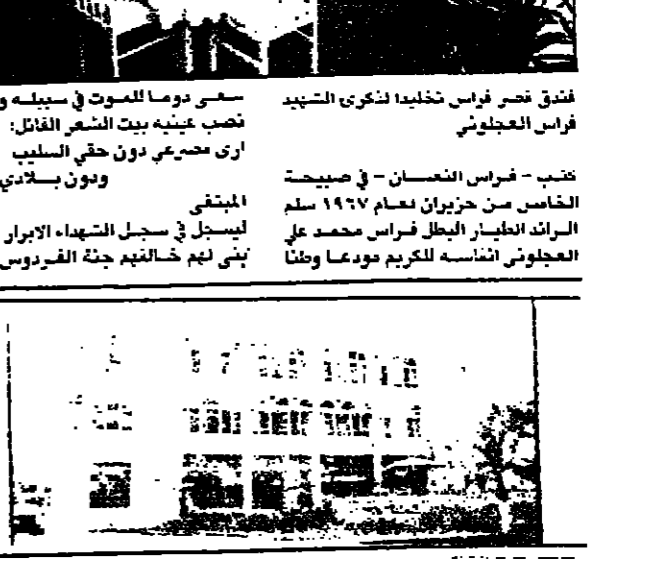 فندق قصر فراس تخليدا لذكرى الشهيد
فراس العجلوني
كتب - فراس النعسان - في صبيحة
الخامس من حزيران لعام ١٩٦٧ سلم
الرائد الطيار البطل فراس محمد علي
العجلوني انفاسه للكريم مودعا وطنا
سعى دوما للموت في سبيله و
نصب عينيه بيت الشعر القائل:
ارى مصرعي دون حقي السليب
ودون بلادي
المبتغى
ليسجل في سجل الشهداء الابرار
بنى لهم خالقهم جنة الفردوس